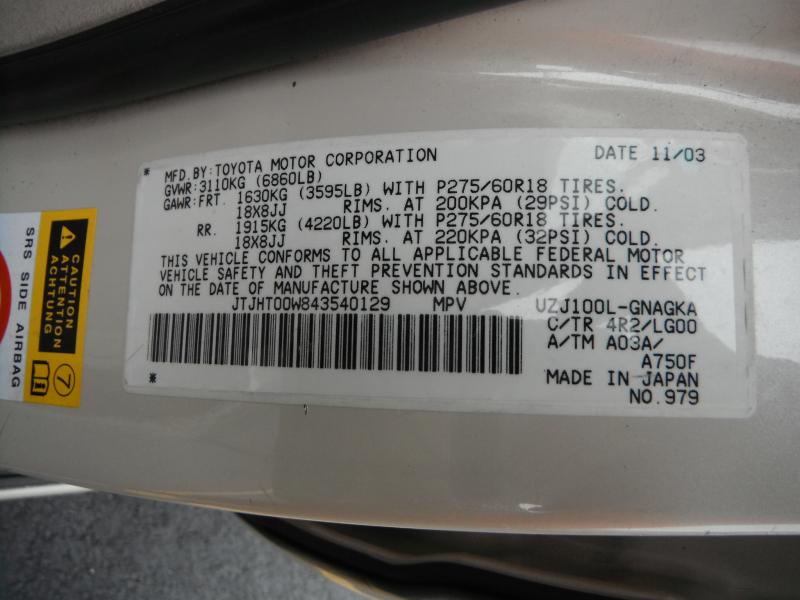 * MFD.BY:TOYOTA MOTOR CORPORATION DATE 11/03
GVWR:3110KG (6860LB)
GAWR:FRT. 1630KG (3595LB) WITH P275/60R18 TIRES.
18X8JJ RIMS. AT 200KPA (29PSI) COLD.
RR. 1915KG (4220LB) WITH P275/60R18 TIRES.
18X8JJ RIMS. AT 220KPA (32PSI) COLD.
THIS VEHICLE CONFORMS TO ALL APPLICABLE FEDERAL MOTOR
VEHICLE SAFETY AND THEFT PREVENTION STANDARDS IN EFFECT
ON THE DATE OF MANUFACTURE SHOWN ABOVE.
JTJHT00W843540129 MPV UZJ100L-GNAGKA
C/TR 4R2/LG00
A/TM A03A/
A750F
* MADE IN JAPAN
NO.979
CAUTION
ATTENTION
ACHTUNG
7
SRS SIDE AIRBAG